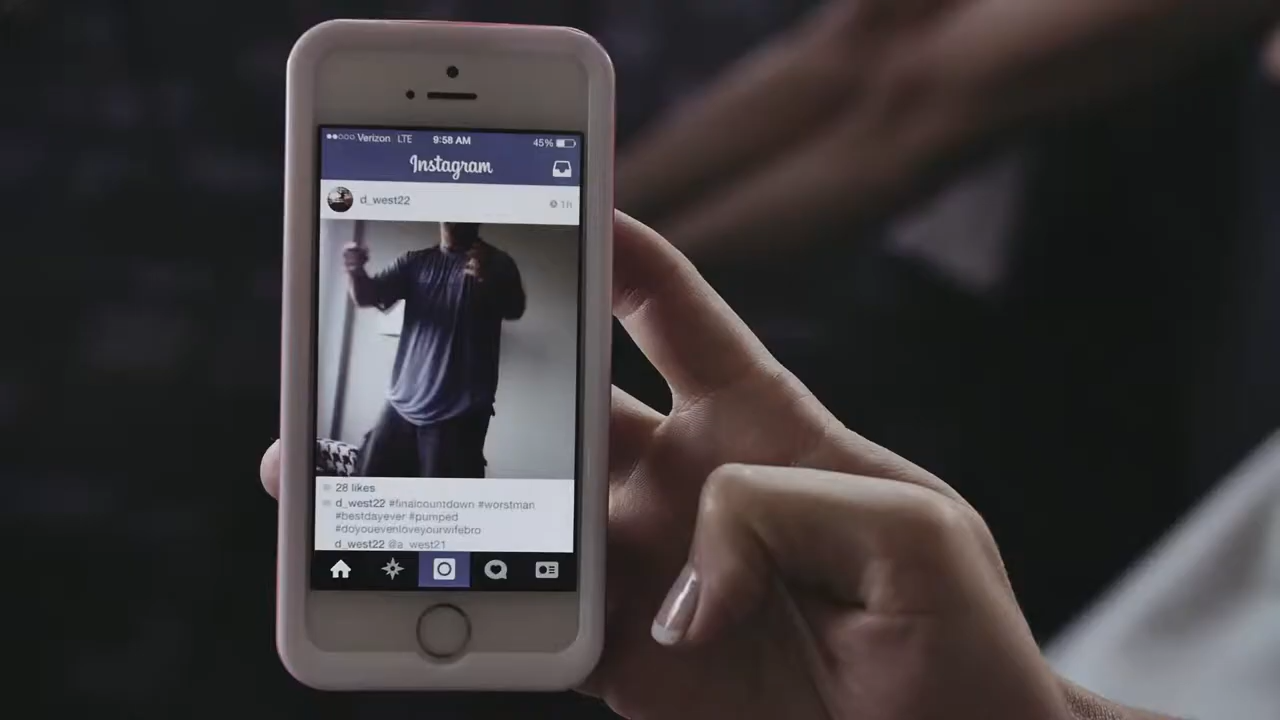 Verizon LTE 9:58 AM 45%
Instagram
d_west22 1h
28 likes
d_west22 #finalcountdown #worstman
#bestdayever #pumped
#doyouevenloveyourwifebro
d_west22 @a_west21